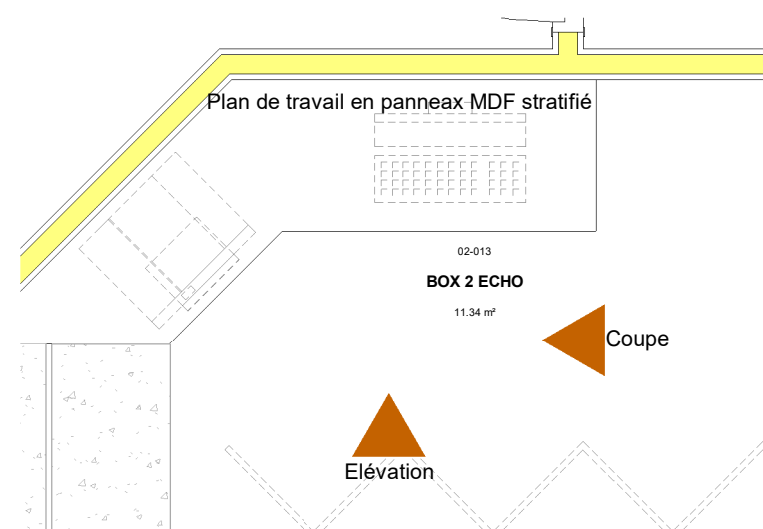 Plan de travail en panneax MDF stratifié
02-013
BOX 2 ECHO
11.34 m²
Coupe
Elévation